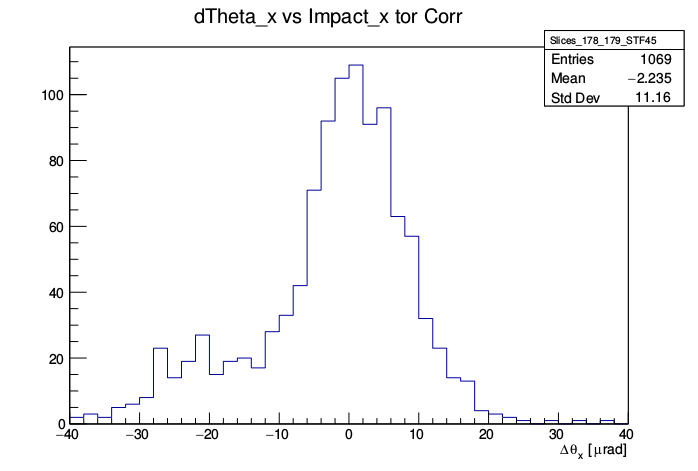 dTheta_x vs Impact_x tor Corr
Slices_178_179_STF45
Entries 1069
Mean −2.235
Std Dev 11.16
100
80
60
40
20
0
−40 −30 −20 −10 0 10 20 30 40
Δθx [μrad]